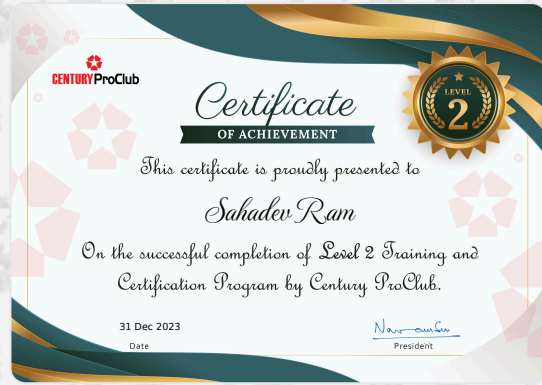 CENTURY ProClub
Certificate
OF ACHIEVEMENT
LEVEL
2
This certificate is proudly presented to
Sahadev Ram
On the successful completion of Level 2 Training and
Certification Program by Century ProClub.
31 Dec 2023
Date
President